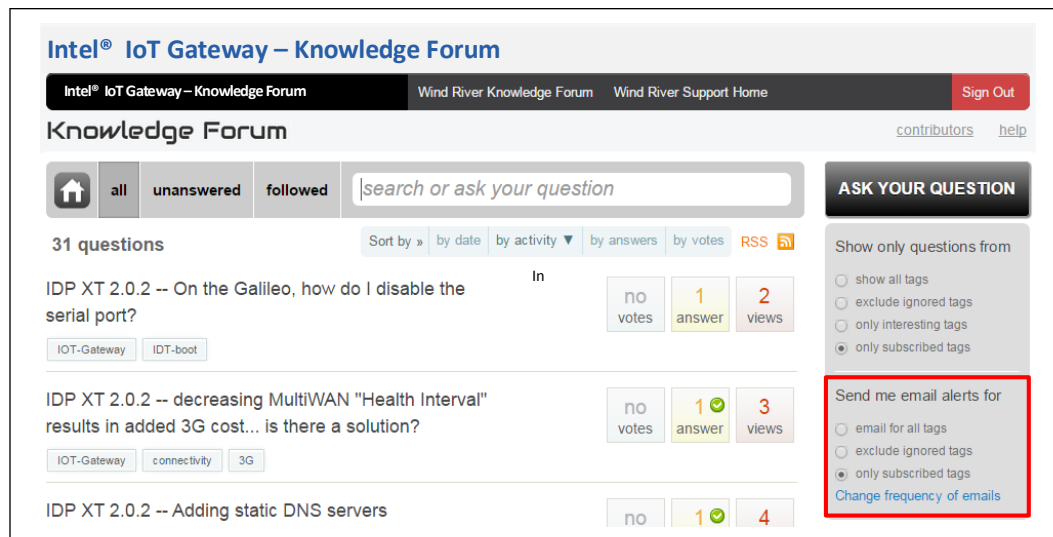 Intel® IoT Gateway – Knowledge Forum
Intel® IoT Gateway – Knowledge Forum Wind River Knowledge Forum Wind River Support Home Sign Out
Knowledge Forum contributors help
all unanswered followed search or ask your question ASK YOUR QUESTION
31 questions Sort by » by date by activity ▼ by answers by votes RSS
In
IDP XT 2.0.2 -- On the Galileo, how do I disable the
serial port?
no votes 1 answer 2 views
IOT-Gateway IDT-boot
IDP XT 2.0.2 -- decreasing MultiWAN "Health Interval"
results in added 3G cost... is there a solution?
no votes 1 answer 3 views
IOT-Gateway connectivity 3G
IDP XT 2.0.2 -- Adding static DNS servers
no 1 4
Show only questions from
show all tags
exclude ignored tags
only interesting tags
only subscribed tags
Send me email alerts for
email for all tags
exclude ignored tags
only subscribed tags
Change frequency of emails